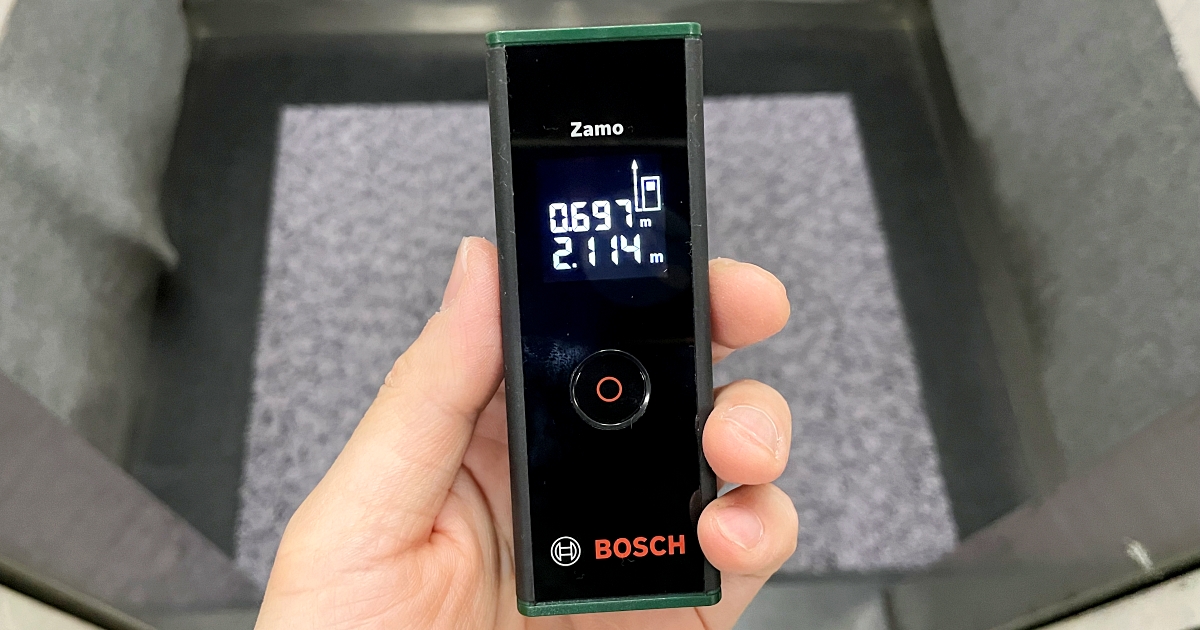 Zamo
0.697 m
2.114 m
BOSCH